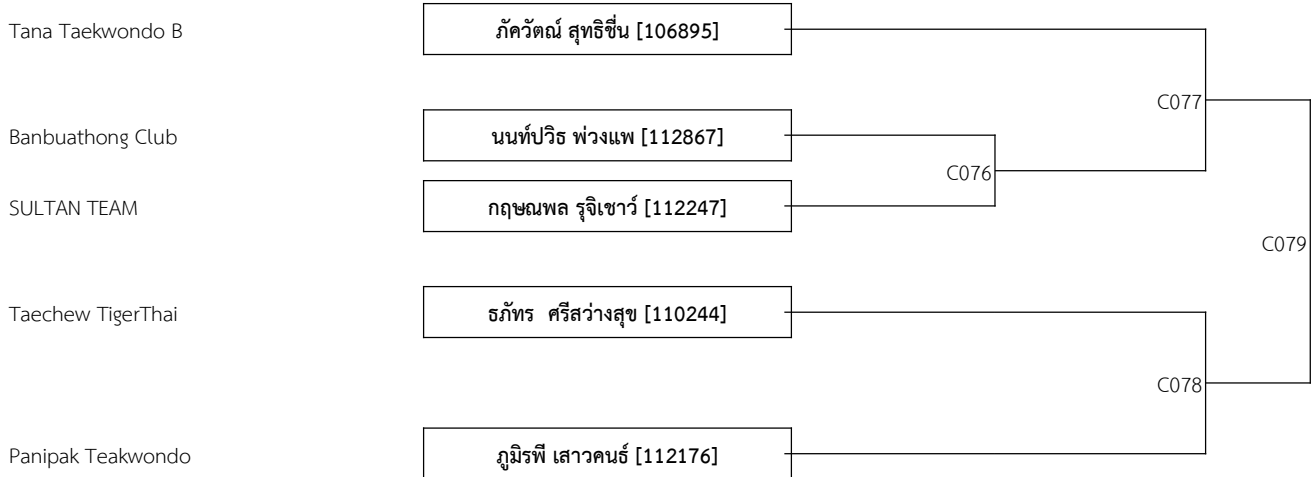 Tana Taekwondo B
ภัควัตณ์ สุทธิชื่น [106895]
C077
Banbuathong Club
นนท์ปวิธ พ่วงแพ [112867]
C076
SULTAN TEAM
กฤษณพล รุจิเชาว์ [112247]
C079
Taechew TigerThai
ธภัทร ศรีสว่างสุข [110244]
C078
Panipak Teakwondo
ภูมิรพี เสาวคนธ์ [112176]